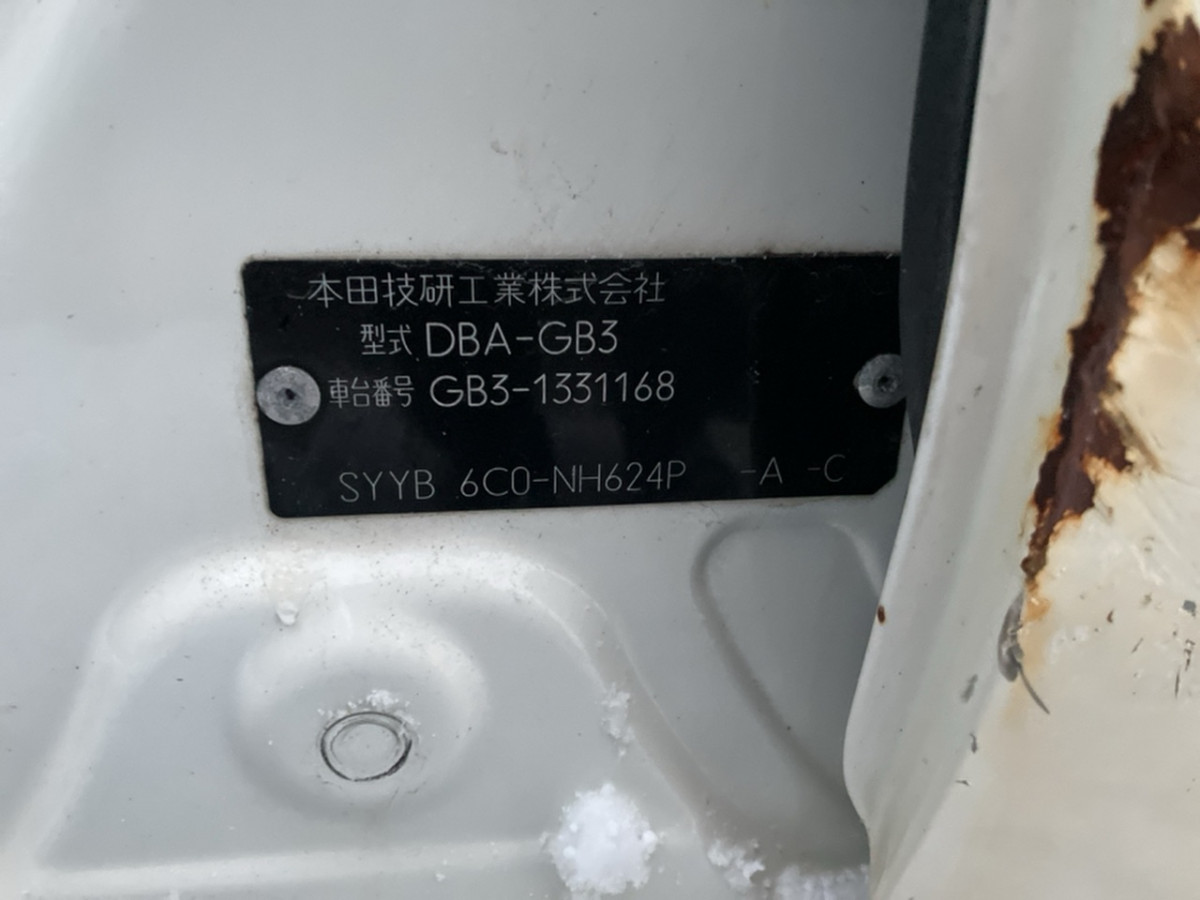 本田技研工業株式会社
型式 DBA-GB3
車台番号 GB3-1331168
SYYB 6C0-NH624P -A -C